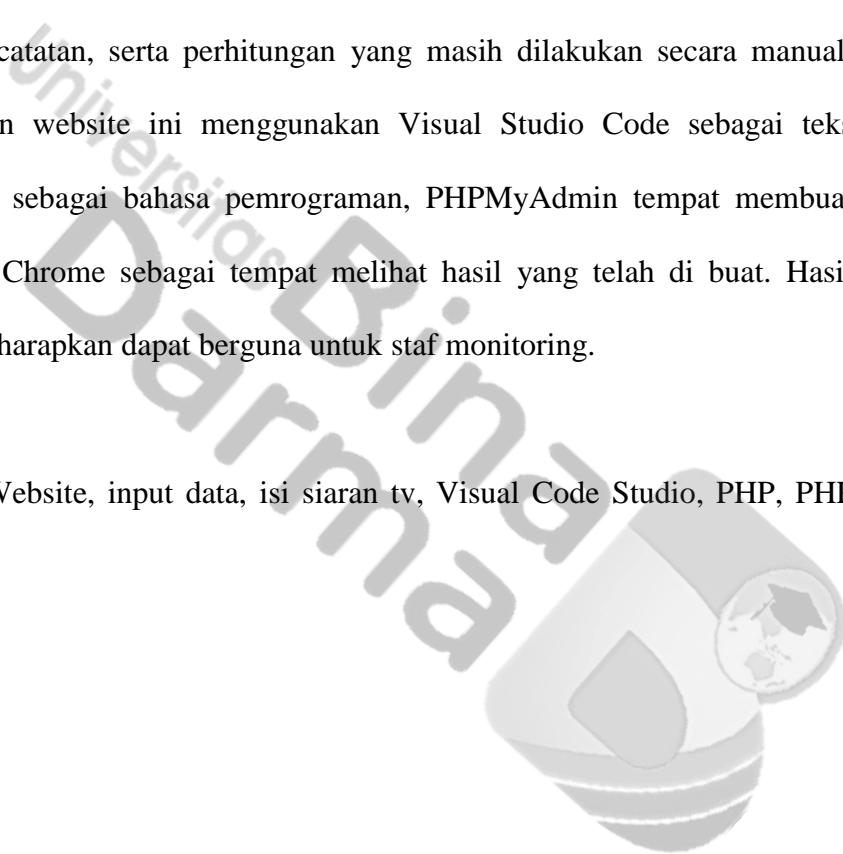 catatan, serta perhitungan yang masih dilakukan secara manual
n website ini menggunakan Visual Studio Code sebagai teks
sebagai bahasa pemrograman, PHPMyAdmin tempat membua
Chrome sebagai tempat melihat hasil yang telah di buat. Hasi
harapkan dapat berguna untuk staf monitoring.
Website, input data, isi siaran tv, Visual Code Studio, PHP, PHP
Universitas
Bina
Darma